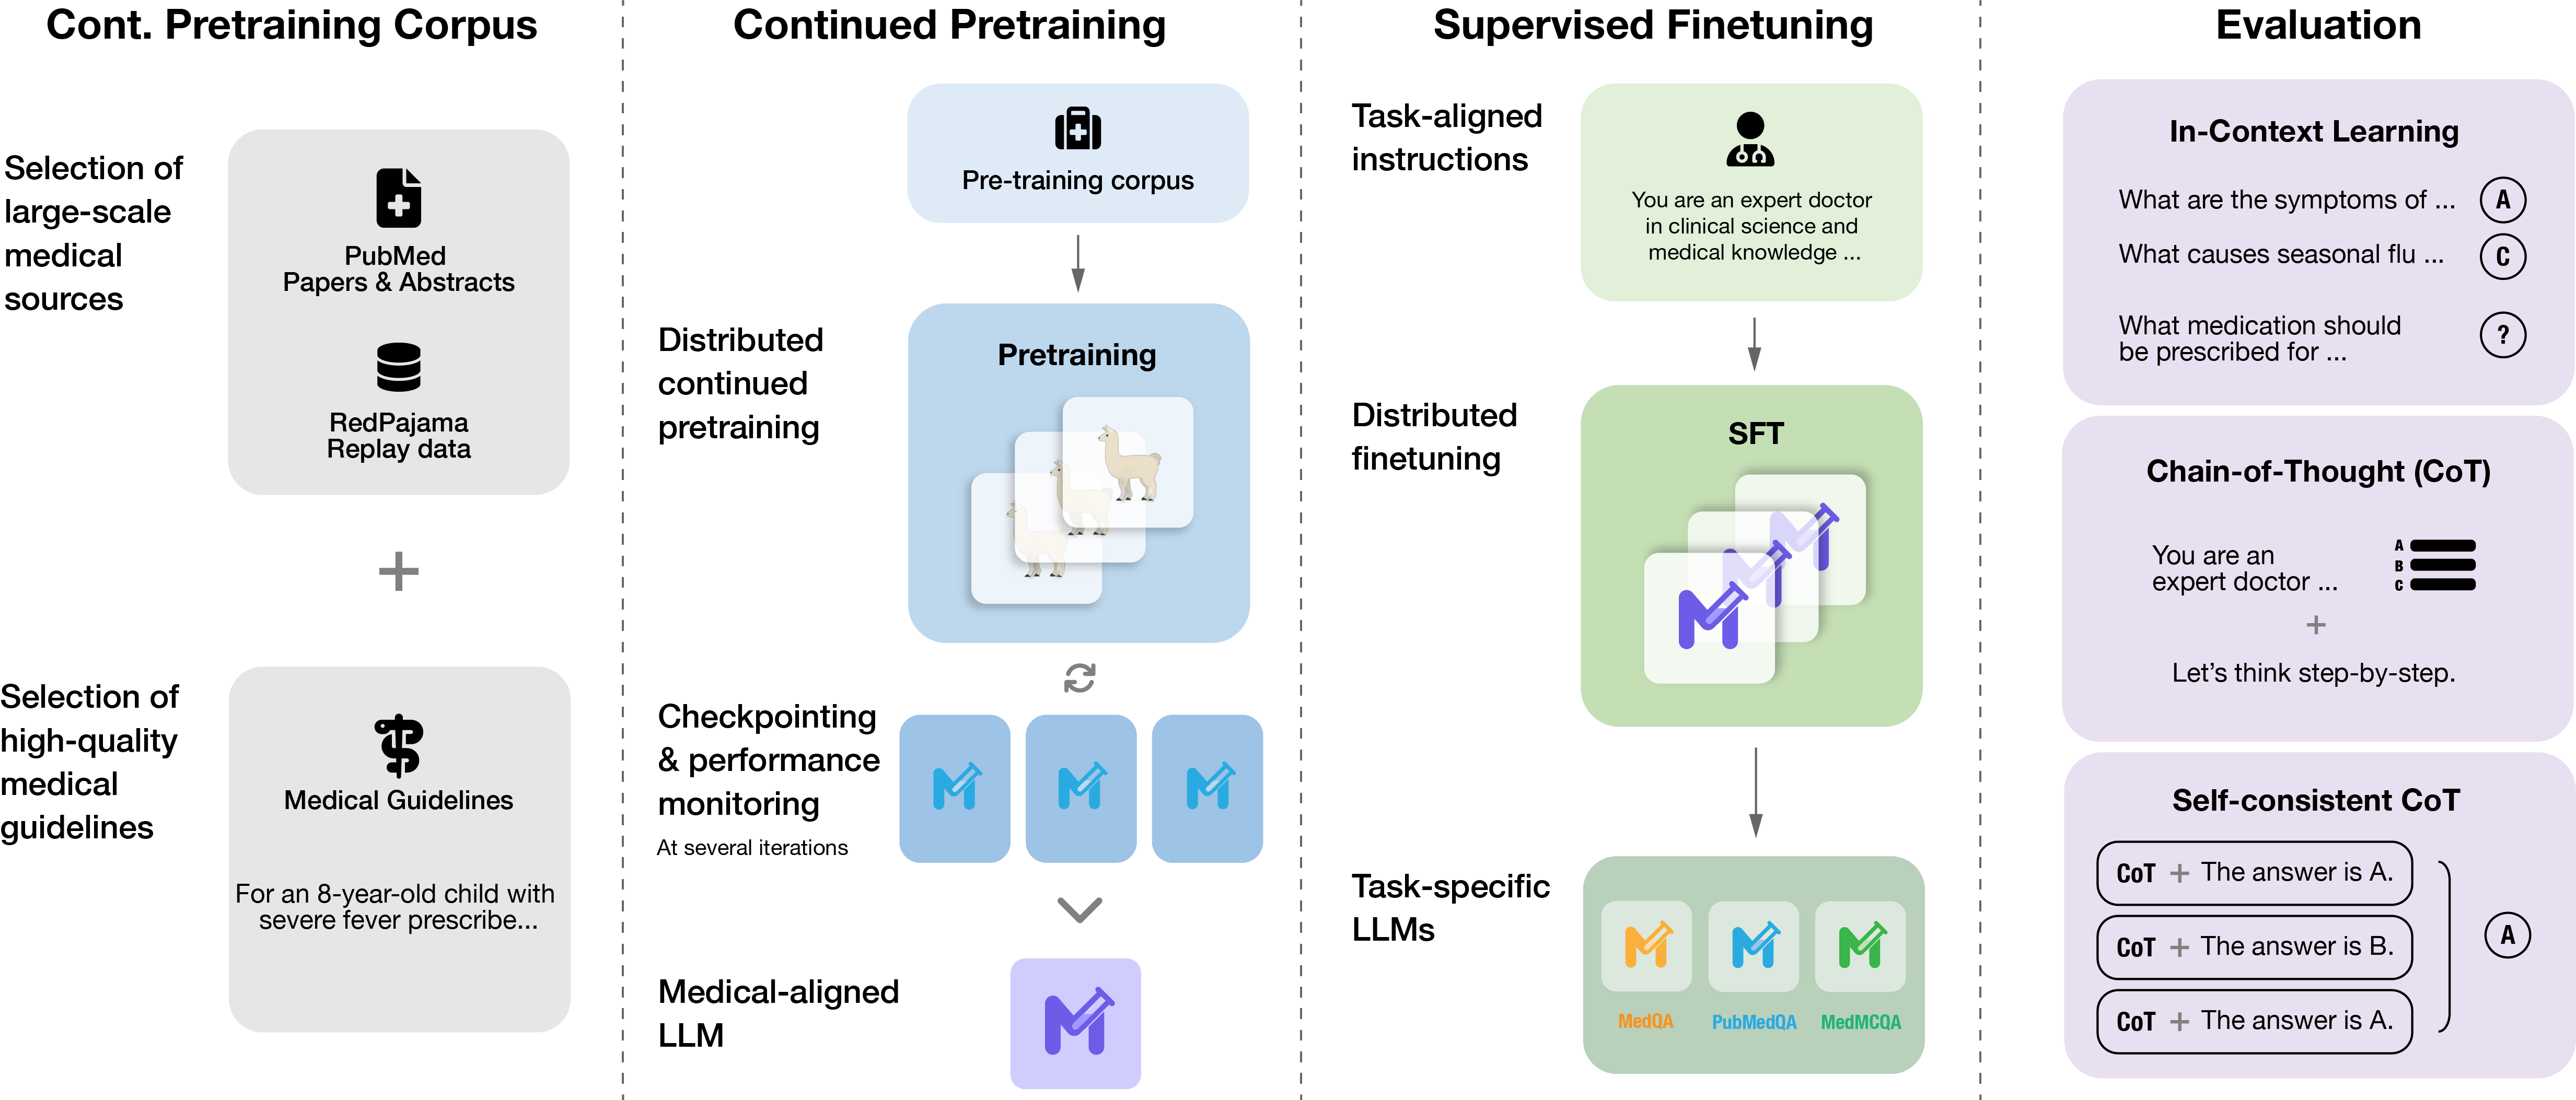 Cont. Pretraining Corpus
Selection of
large-scale
medical
sources
PubMed
Papers & Abstracts
RedPajama
Replay data
+
Selection of
high-quality
medical
guidelines
Medical Guidelines
For an 8-year-old child with
severe fever prescribe...
Continued Pretraining
Pre-training corpus
Distributed
continued
pretraining
Pretraining
Checkpointing
& performance
monitoring
At several iterations
Medical-aligned
LLM
Supervised Finetuning
Task-aligned
instructions
You are an expert doctor
in clinical science and
medical knowledge ...
Distributed
finetuning
SFT
Task-specific
LLMs
MedQA
PubMedQA
MedMCQA
Evaluation
In-Context Learning
What are the symptoms of ... A
What causes seasonal flu ... C
What medication should
be prescribed for ... ?
Chain-of-Thought (CoT)
You are an
expert doctor ...
A
B
C
+
Let's think step-by-step.
Self-consistent CoT
CoT + The answer is A.
CoT + The answer is B.
CoT + The answer is A.
A